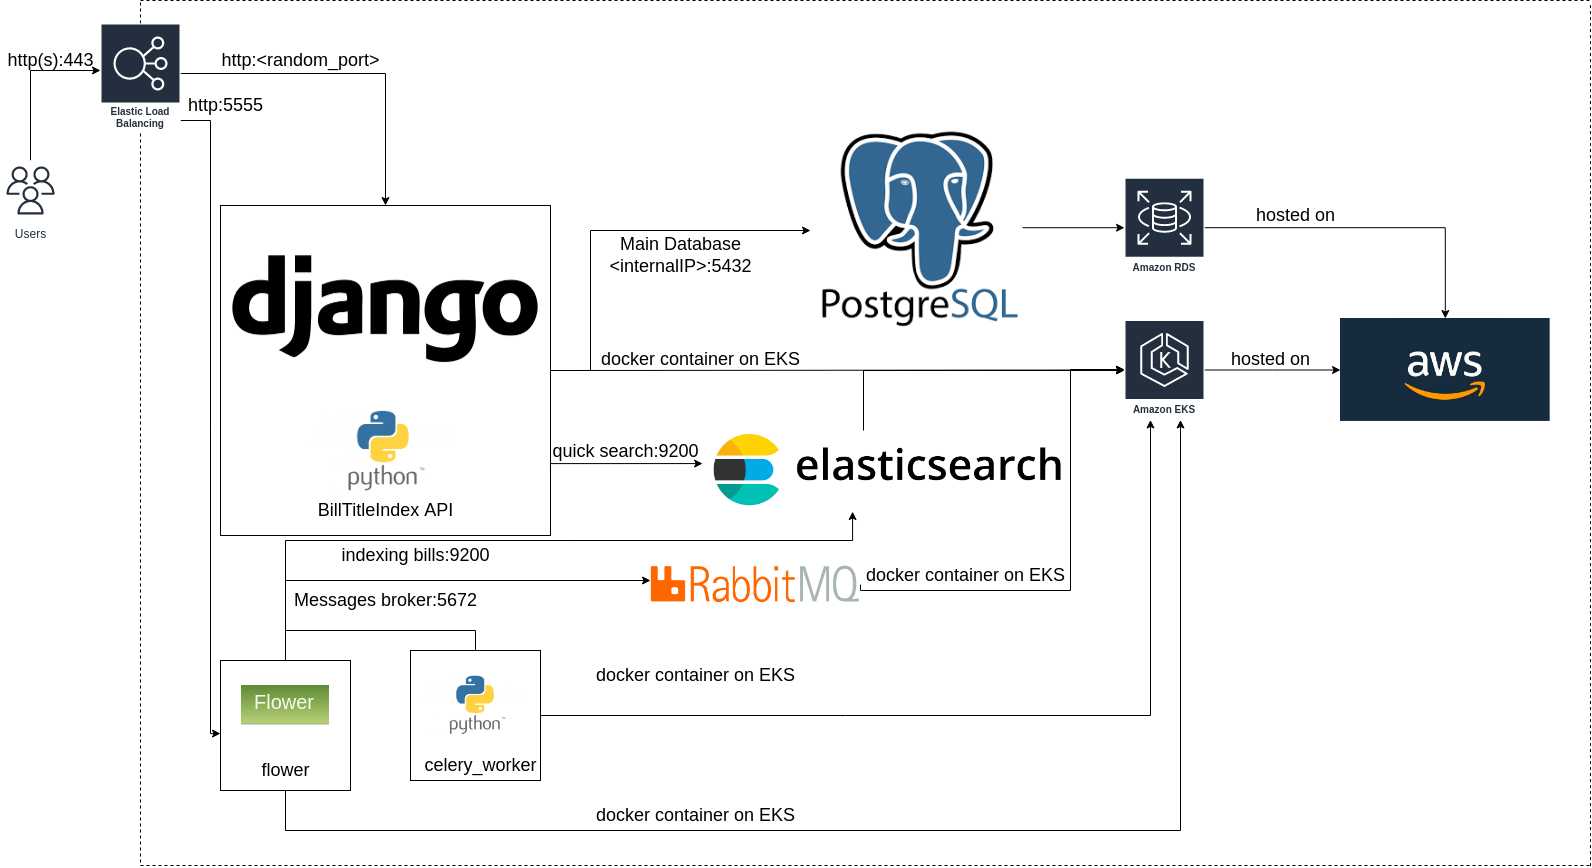 http(s):443
http:<random_port>
http:5555
Elastic Load
Balancing
Users
django
python™
BillTitleIndex API
Main Database
<internalIP>:5432
PostgreSQL
Amazon RDS
hosted on
docker container on EKS
Amazon EKS
hosted on
aws
quick search:9200
elasticsearch
indexing bills:9200
RabbitMQ
docker container on EKS
Messages broker:5672
Flower
flower
python™
celery_worker
docker container on EKS
docker container on EKS